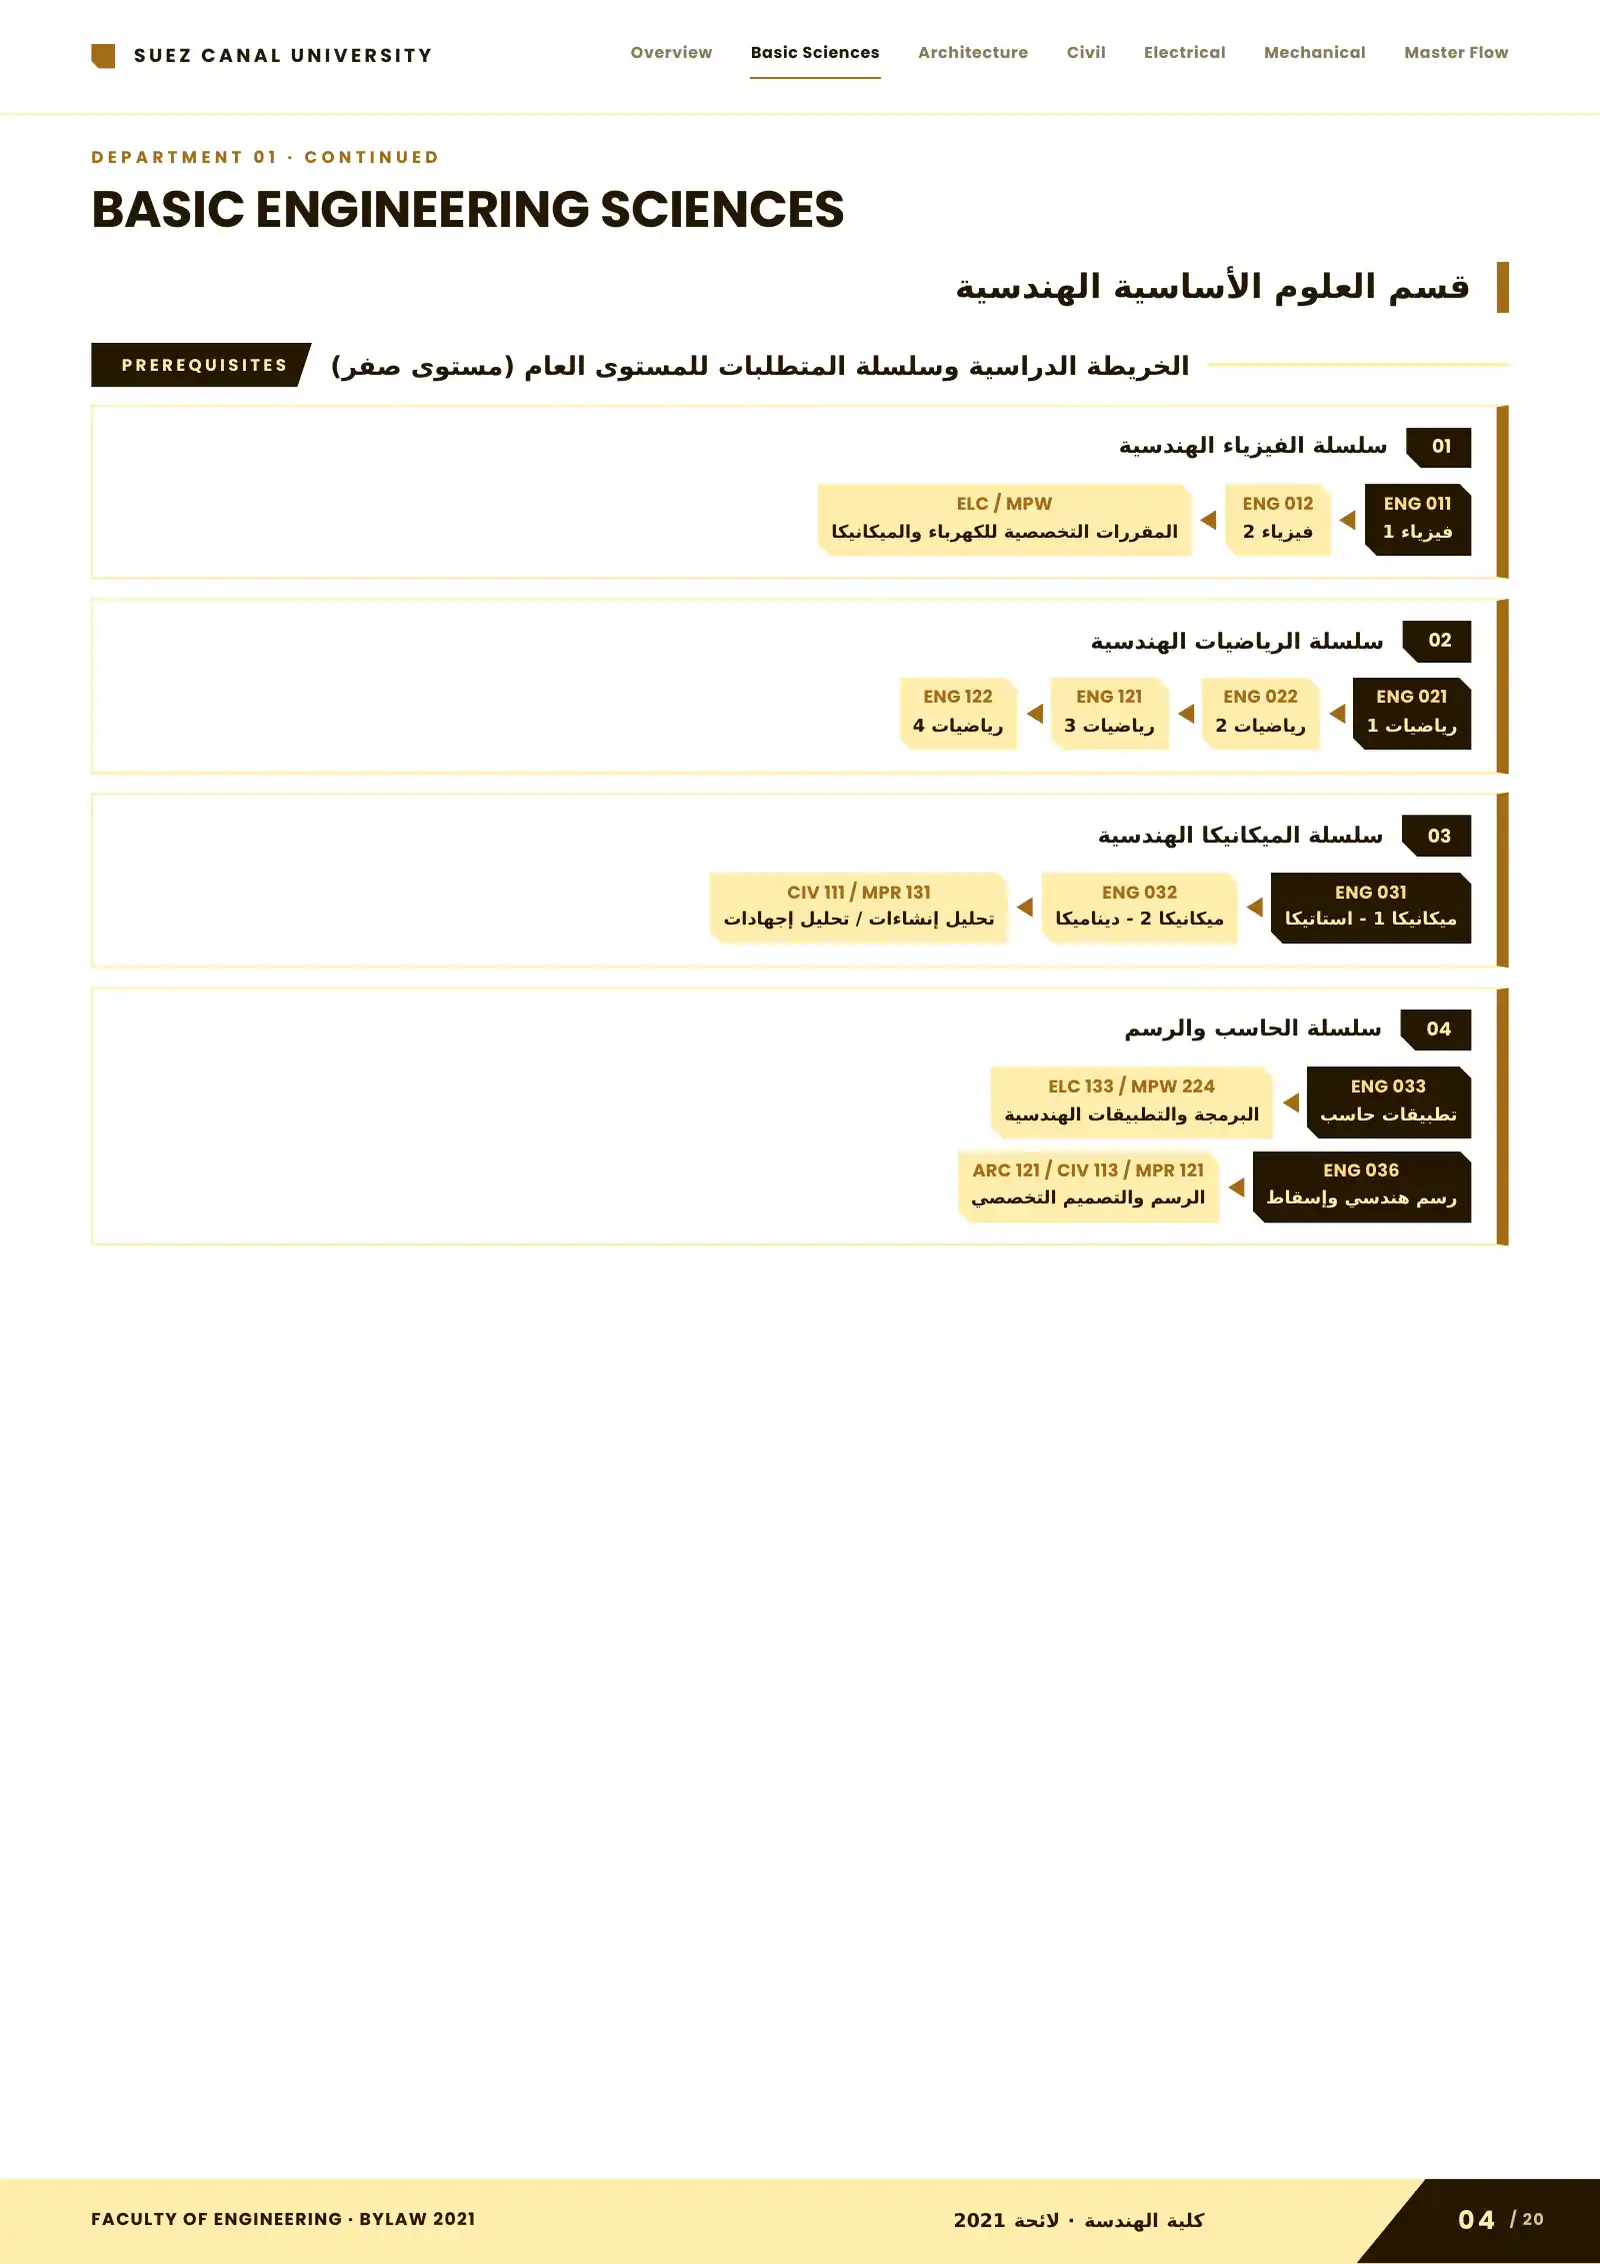 SUEZ CANAL UNIVERSITY
Overview Basic Sciences Architecture Civil Electrical Mechanical Master Flow
DEPARTMENT 01 · CONTINUED
BASIC ENGINEERING SCIENCES
قسم العلوم الأساسية الهندسية
PREREQUISITES
الخريطة الدراسية وسلسلة المتطلبات للمستوى العام (مستوى صفر)
01 سلسلة الفيزياء الهندسية
ENG 011
فيزياء 1
ENG 012
فيزياء 2
ELC / MPW
المقررات التخصصية للكهرباء والميكانيكا
02 سلسلة الرياضيات الهندسية
ENG 021
رياضيات 1
ENG 022
رياضيات 2
ENG 121
رياضيات 3
ENG 122
رياضيات 4
03 سلسلة الميكانيكا الهندسية
ENG 031
ميكانيكا 1 - استاتيكا
ENG 032
ميكانيكا 2 - ديناميكا
CIV 111 / MPR 131
تحليل إنشاءات / تحليل إجهادات
04 سلسلة الحاسب والرسم
ENG 033
تطبيقات حاسب
ELC 133 / MPW 224
البرمجة والتطبيقات الهندسية
ENG 036
رسم هندسي وإسقاط
ARC 121 / CIV 113 / MPR 121
الرسم والتصميم التخصصي
FACULTY OF ENGINEERING · BYLAW 2021
كلية الهندسة · لائحة 2021
04 / 20